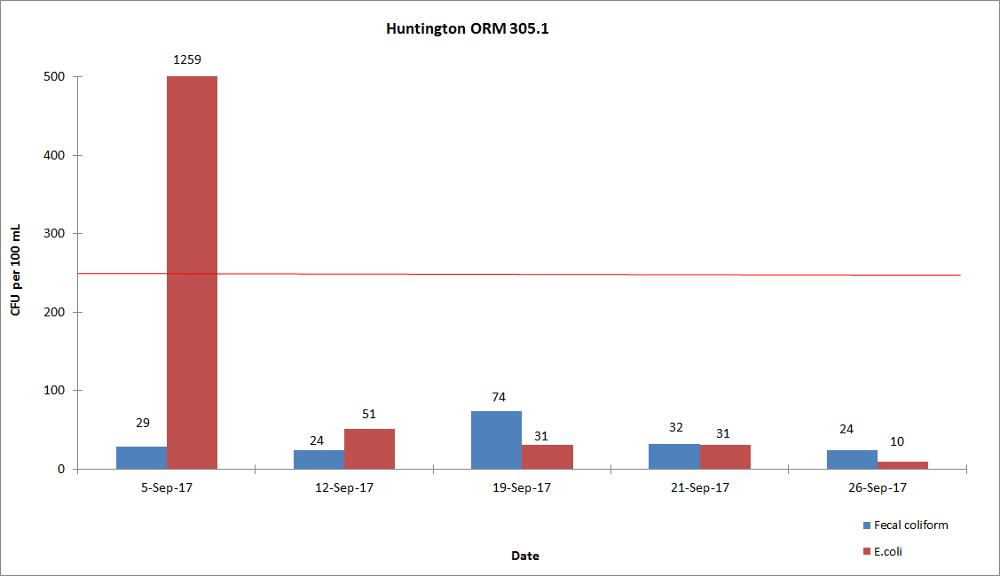 Huntington ORM 305.1
1259
500
400
300
200
100
0
CFU per 100 mL
29
24
51
74
31
32
31
24
10
5-Sep-17
12-Sep-17
19-Sep-17
21-Sep-17
26-Sep-17
Fecal coliform
E.coli
Date